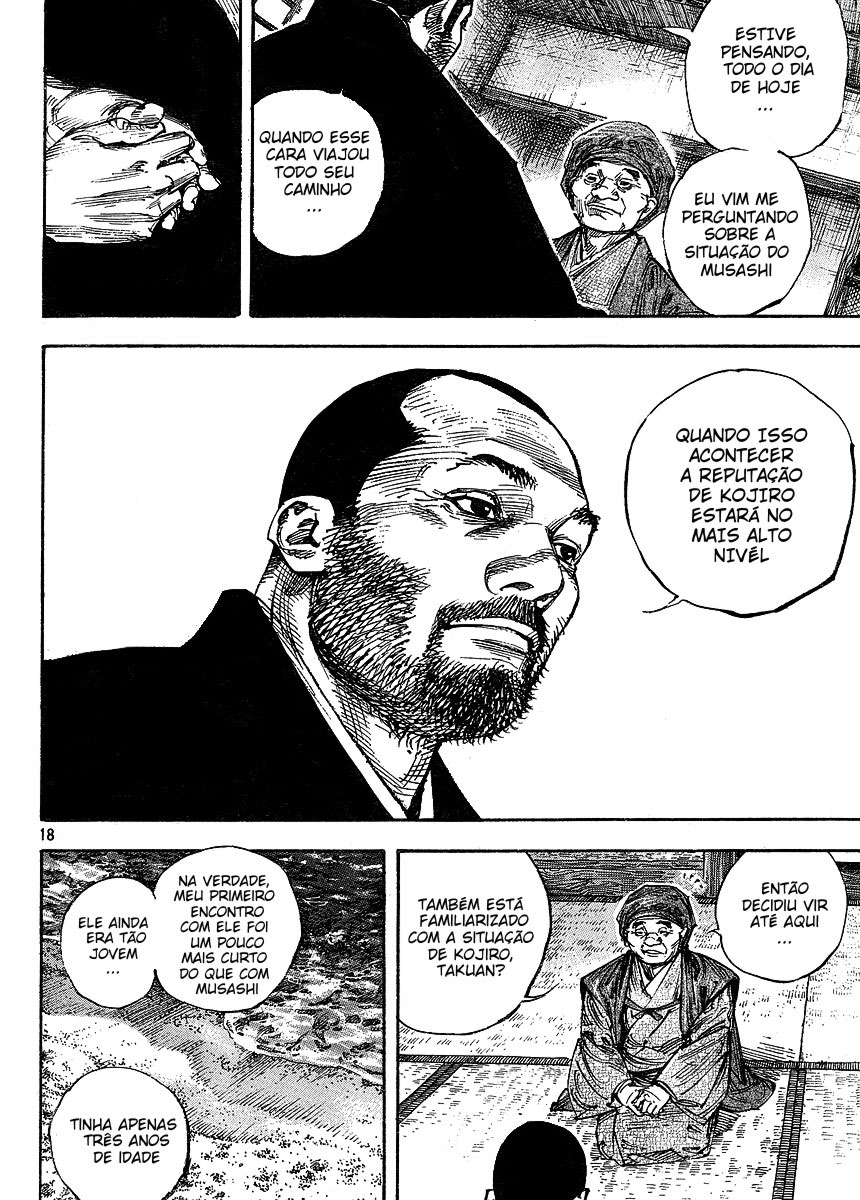 ESTIVE
PENSANDO,
TODO O DIA
DE HOJE
...
EU VIM ME
PERGUNTANDO
SOBRE A
SITUAÇÃO DO
MUSASHI
QUANDO ESSE
CARA VIAJOU
TODO SEU
CAMINHO
...
QUANDO ISSO
ACONTECER
A REPUTAÇÃO
DE KOJIRO
ESTARÁ NO
MAIS ALTO
NIVÉL
18
ENTÃO
DECIDIU VIR
ATÉ AQUI
...
TAMBÉM ESTÁ
FAMILIARIZADO
COM A SITUAÇÃO
DE KOJIRO,
TAKUAN?
NA VERDADE,
MEU PRIMEIRO
ENCONTRO
COM ELE FOI
UM POUCO
MAIS CURTO
DO QUE COM
MUSASHI
ELE AINDA
ERA TÃO
JOVEM
...
TINHA APENAS
TRÊS ANOS
DE IDADE